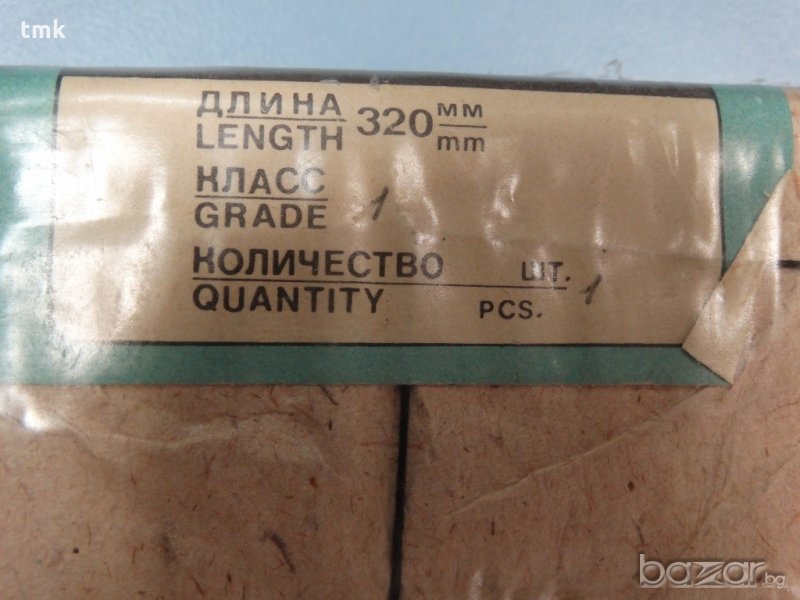 tmk
ДЛИНА 320 мм
LENGTH mm
КЛАСС 1
GRADE
КОЛИЧЕСТВО ШТ. 1
QUANTITY PCS.
bazar.bg